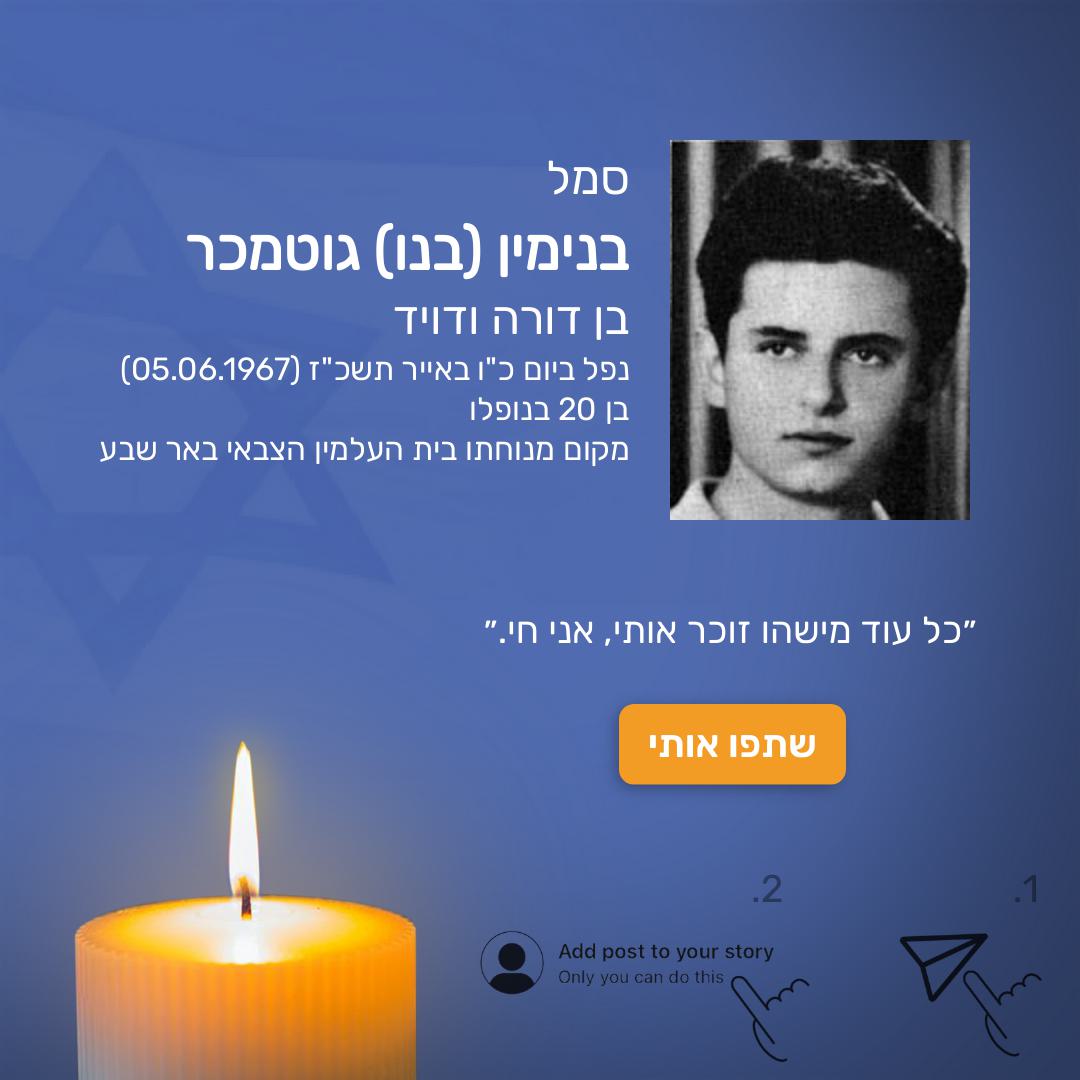 סמל
בנימין (בנו) גוטמכר
בן דורה ודויד
נפל ביום כ"ו באייר תשכ"ז (05.06.1967)
בן 20 בנופלו
מקום מנוחתו בית העלמין הצבאי באר שבע
״כל עוד מישהו זוכר אותי, אני חי.״
שתפו אותי
.1
.2
Add post to your story
Only you can do this